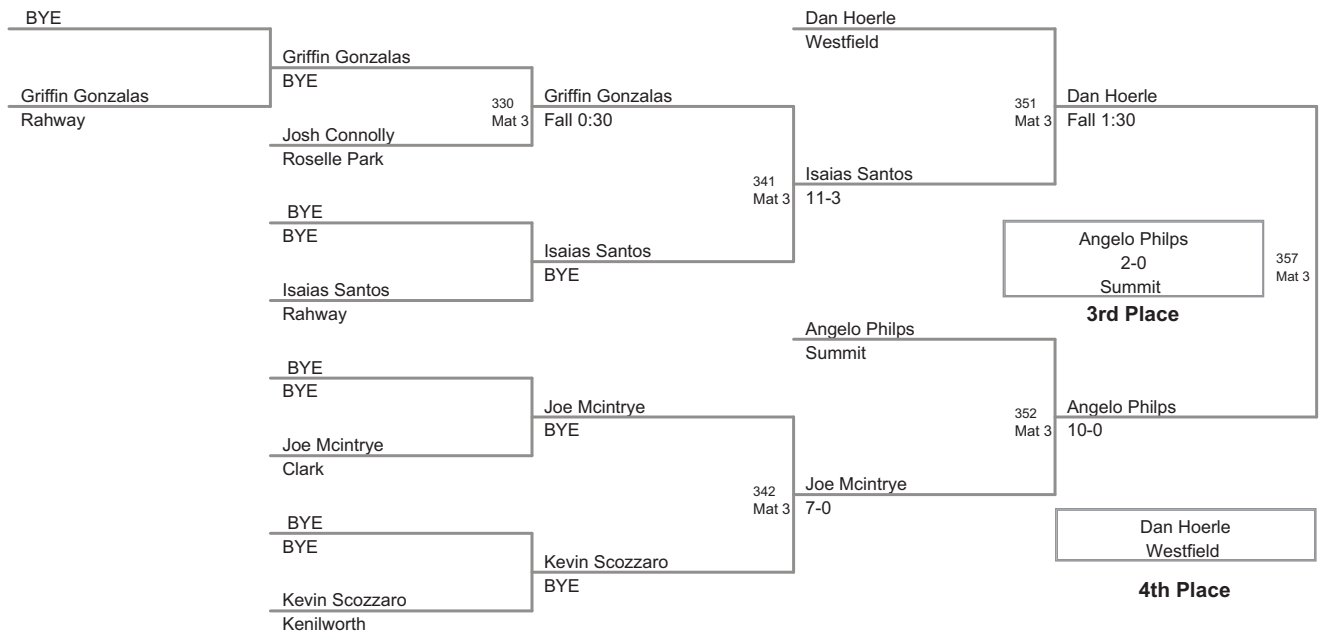 BYE
Griffin Gonzalas
Rahway
Griffin Gonzalas
BYE
Josh Connolly
Roselle Park
BYE
BYE
Isaias Santos
Rahway
BYE
BYE
Joe Mcintrye
Clark
BYE
BYE
Kevin Scozzaro
Kenilworth
330
Mat 3
Griffin Gonzalas
Fall 0:30
Isaias Santos
BYE
Joe Mcintrye
BYE
Kevin Scozzaro
BYE
Dan Hoerle
Westfield
341
Mat 3
Isaias Santos
11-3
Angelo Philps
Summit
342
Mat 3
Joe Mcintrye
7-0
351
Mat 3
Dan Hoerle
Fall 1:30
352
Mat 3
Angelo Philps
10-0
Angelo Philps
2-0
Summit
3rd Place
357
Mat 3
Dan Hoerle
Westfield
4th Place